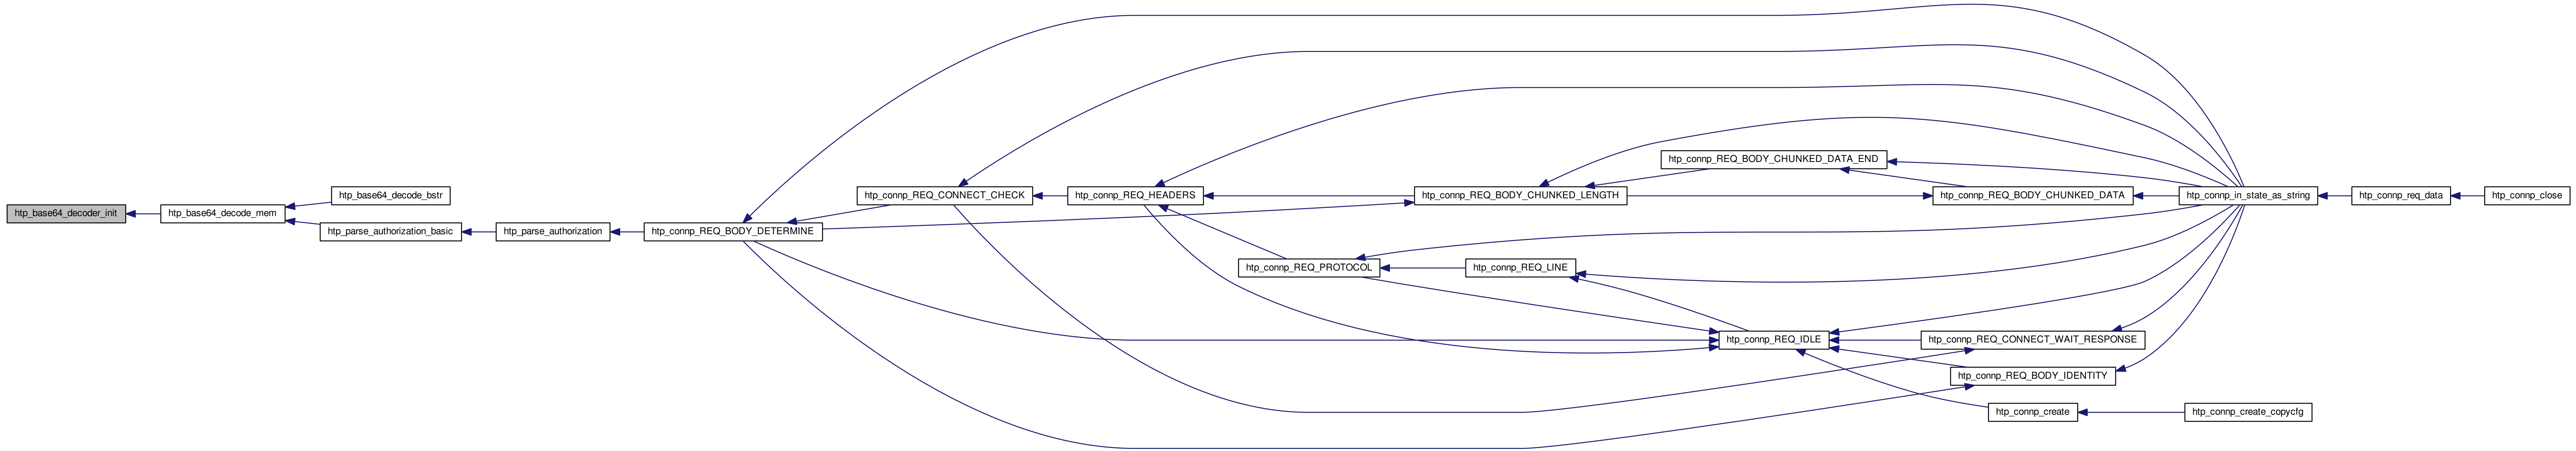 htp_base64_decoder_init
htp_base64_decode_mem
htp_base64_decode_bstr
htp_parse_authorization_basic
htp_parse_authorization
htp_connp_REQ_BODY_DETERMINE
htp_connp_REQ_CONNECT_CHECK
htp_connp_REQ_HEADERS
htp_connp_REQ_PROTOCOL
htp_connp_REQ_BODY_CHUNKED_LENGTH
htp_connp_REQ_LINE
htp_connp_REQ_BODY_CHUNKED_DATA_END
htp_connp_REQ_IDLE
htp_connp_REQ_BODY_CHUNKED_DATA
htp_connp_REQ_CONNECT_WAIT_RESPONSE
htp_connp_REQ_BODY_IDENTITY
htp_connp_create
htp_connp_in_state_as_string
htp_connp_create_copycfg
htp_connp_req_data
htp_connp_close